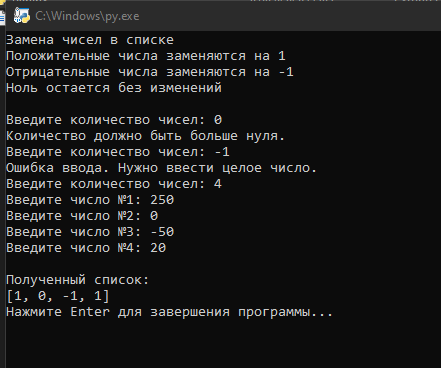 C:\Windows\py.exe
Замена чисел в списке
Положительные числа заменяются на 1
Отрицательные числа заменяются на -1
Ноль остается без изменений
Введите количество чисел: 0
Количество должно быть больше нуля.
Введите количество чисел: -1
Ошибка ввода. Нужно ввести целое число.
Введите количество чисел: 4
Введите число №1: 250
Введите число №2: 0
Введите число №3: -50
Введите число №4: 20
Полученный список:
[1, 0, -1, 1]
Нажмите Enter для завершения программы...